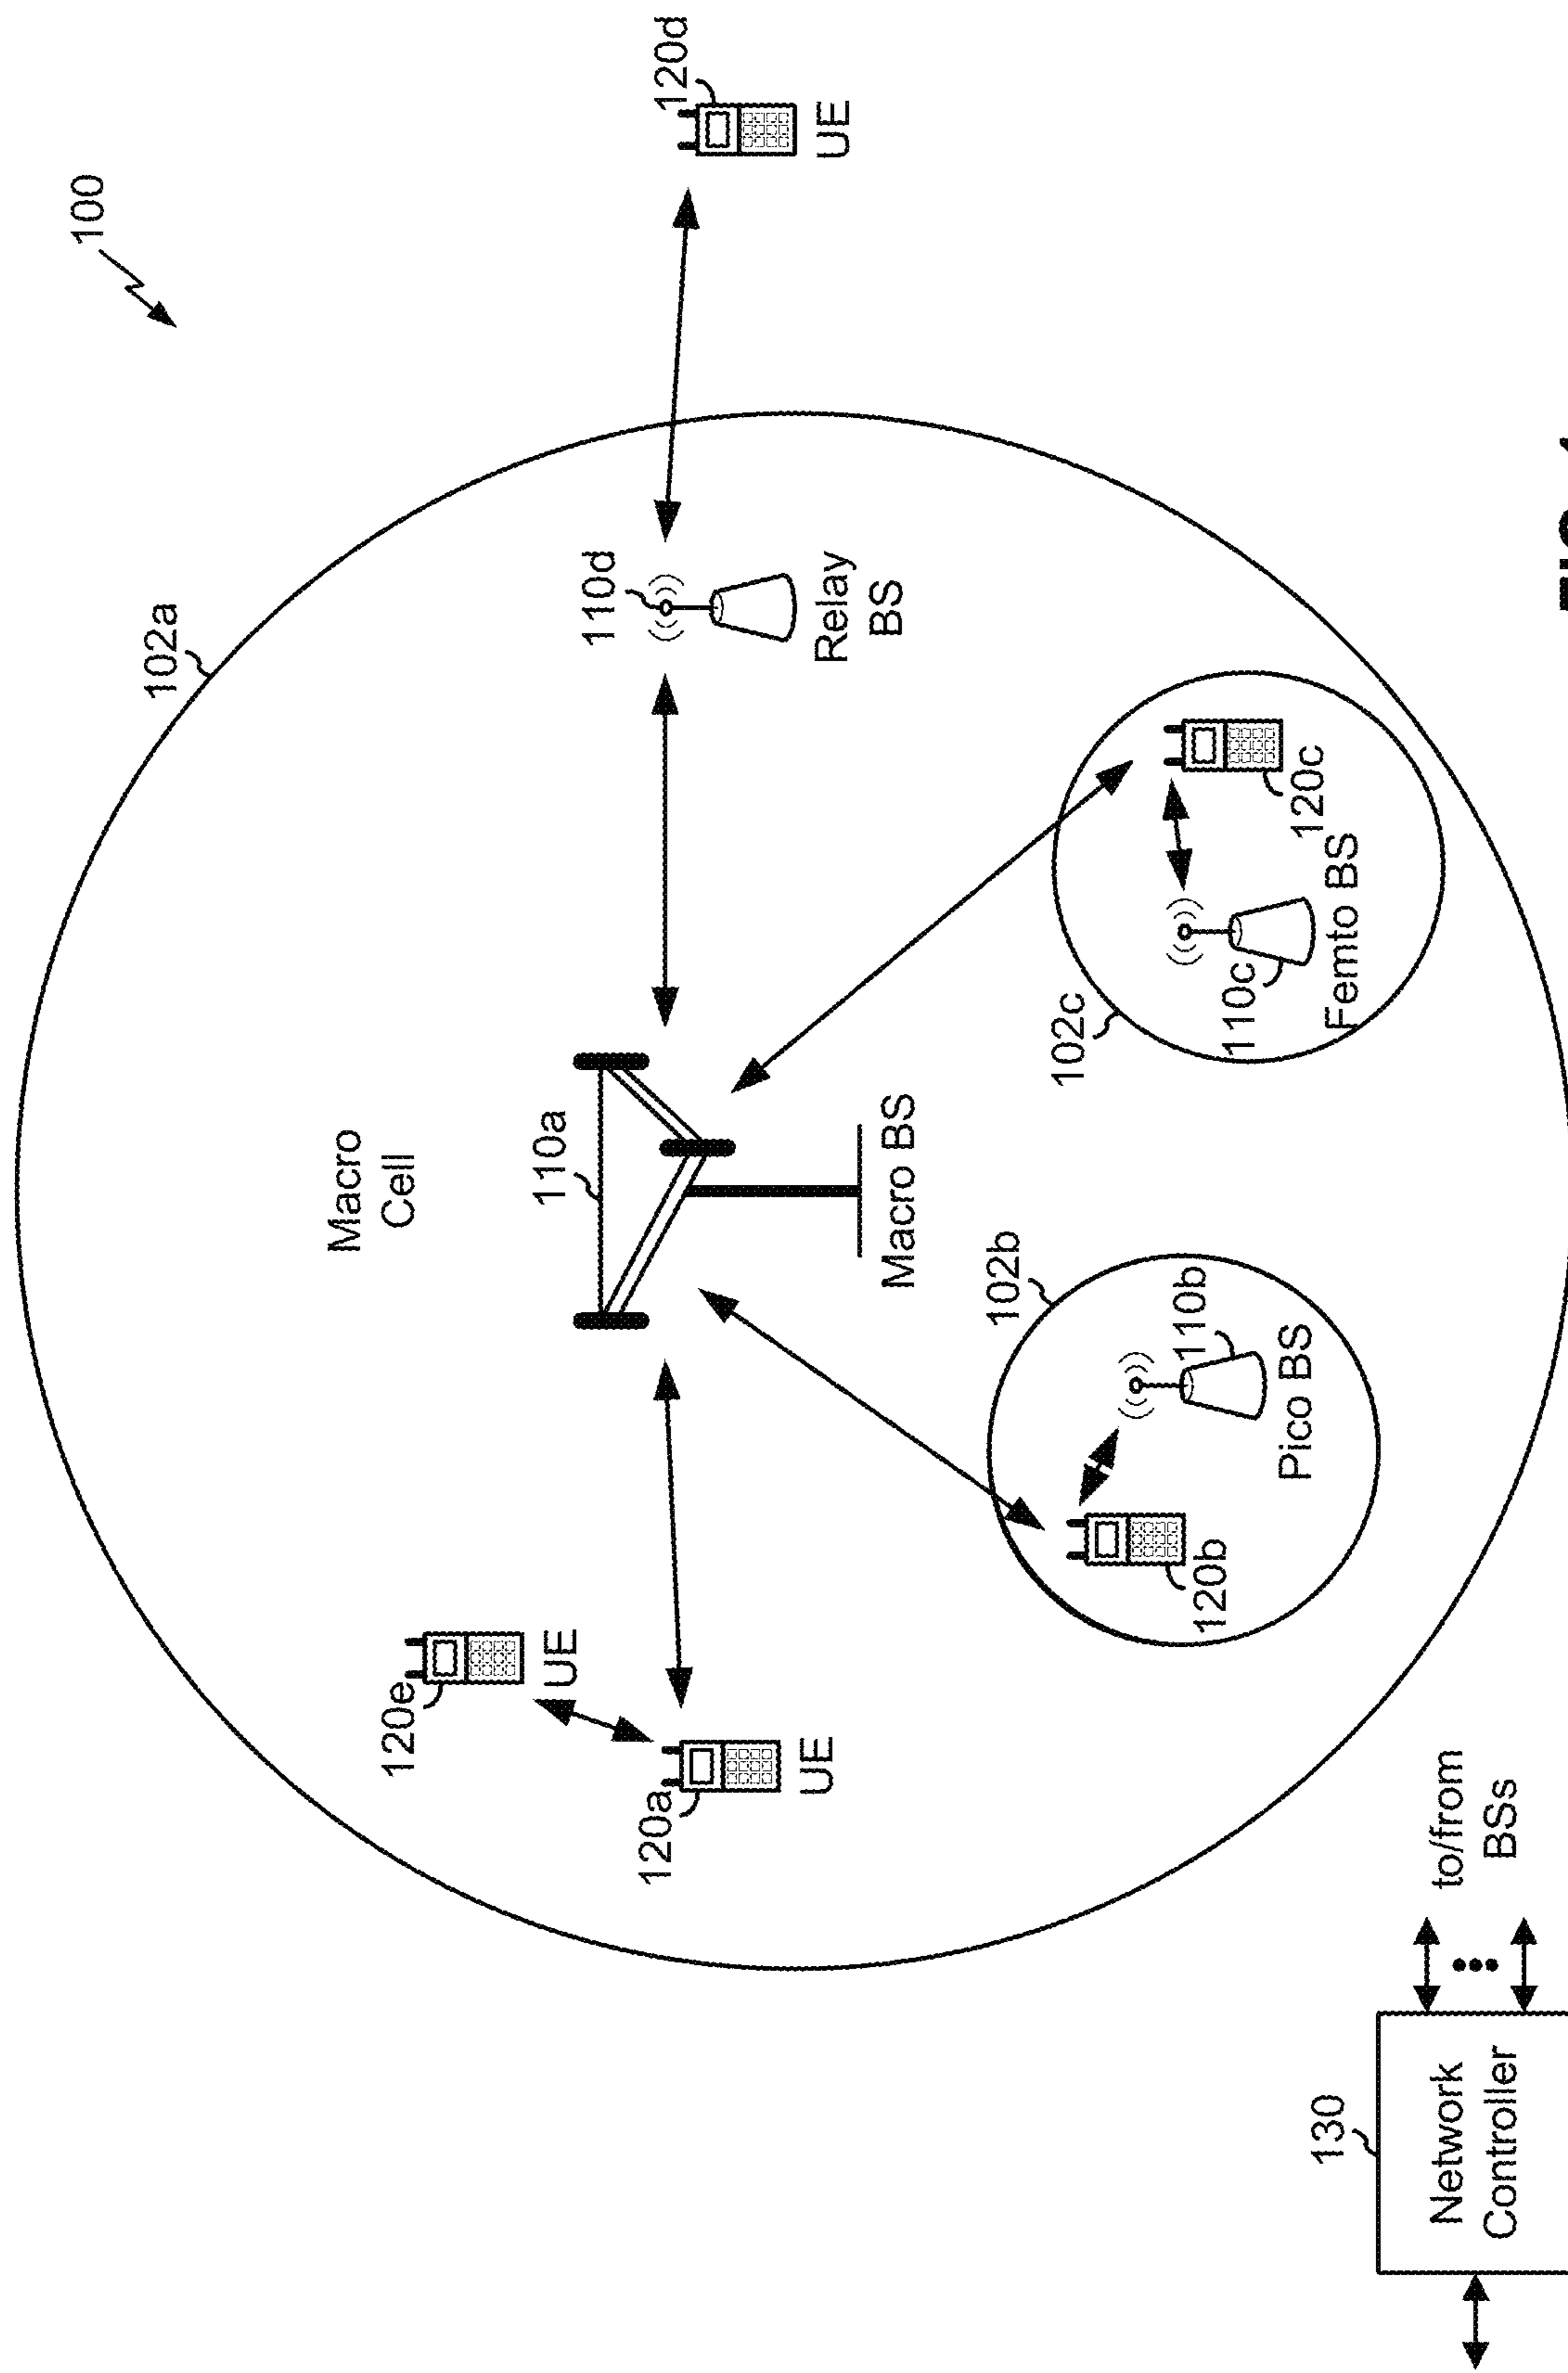 100
102a
Macro
Cell
120e
UE
110a
110d
120d
120a
UE
UE
Relay
BS
Macro BS
102b
102c
120b
110b
Pico BS
110c
120c
Femto BS
130
Network
Controller
to/from
BSs